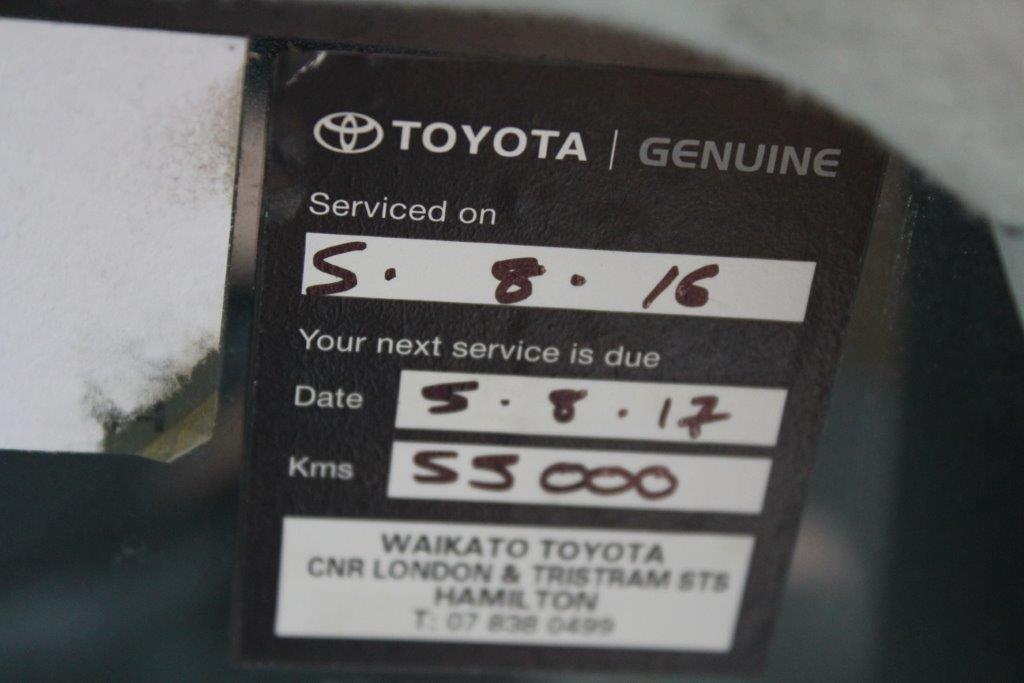 TOYOTA | GENUINE
Serviced on
5. 8. 16
Your next service is due
Date 5. 8. 17
Kms 55000
WAIKATO TOYOTA
CNR LONDON & TRISTRAM STS
HAMILTON
T: 07 838 0499